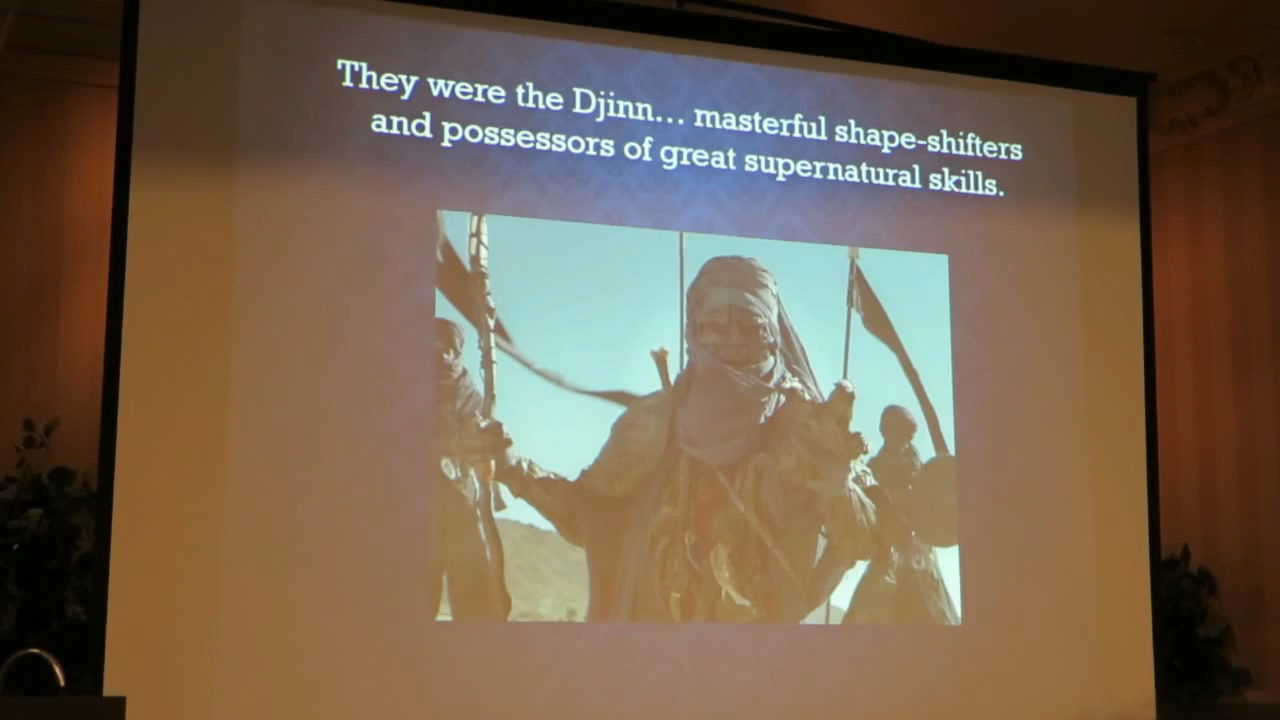 They were the Djinn... masterful shape-shifters
and possessors of great supernatural skills.